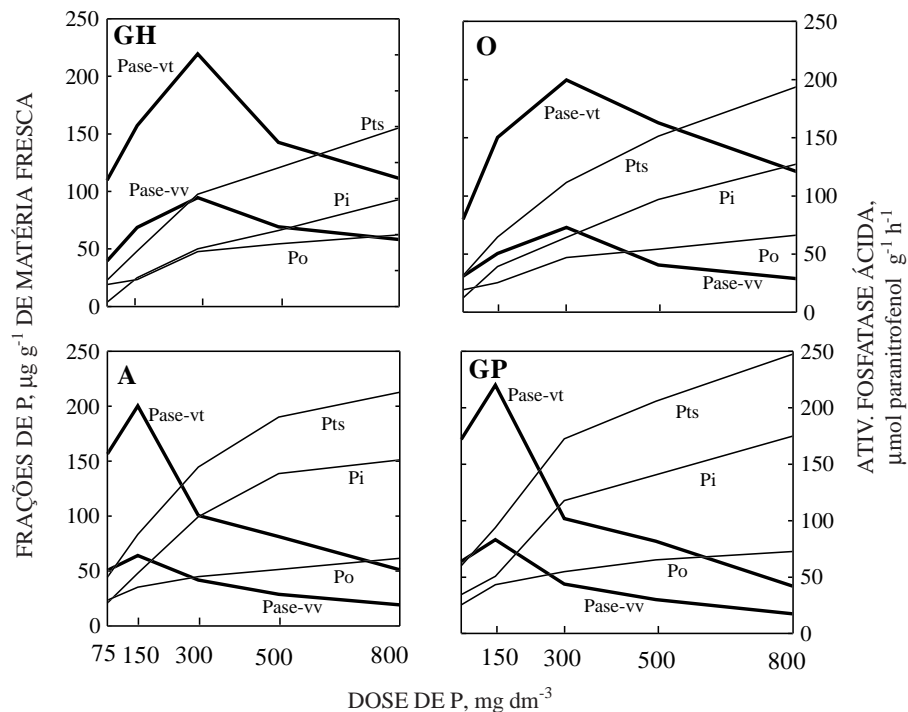 FRAÇÕES DE P, µg g-1 DE MATÉRIA FRESCA
ATIV. FOSFATASE ÁCIDA,
µmol paranitrofenol g-1 h-1
GH
250
200
150
100
50
0
Pase-vt
Pts
Pase-vv
Pi
Po
O
250
200
150
100
50
0
Pase-vt
Pts
Pi
Po
Pase-vv
A
250
200
150
100
50
0
Pase-vt
Pts
Pi
Po
Pase-vv
75 150 300 500 800
GP
250
200
150
100
50
0
Pase-vt
Pts
Pi
Po
Pase-vv
150 300 500 800
DOSE DE P, mg dm-3